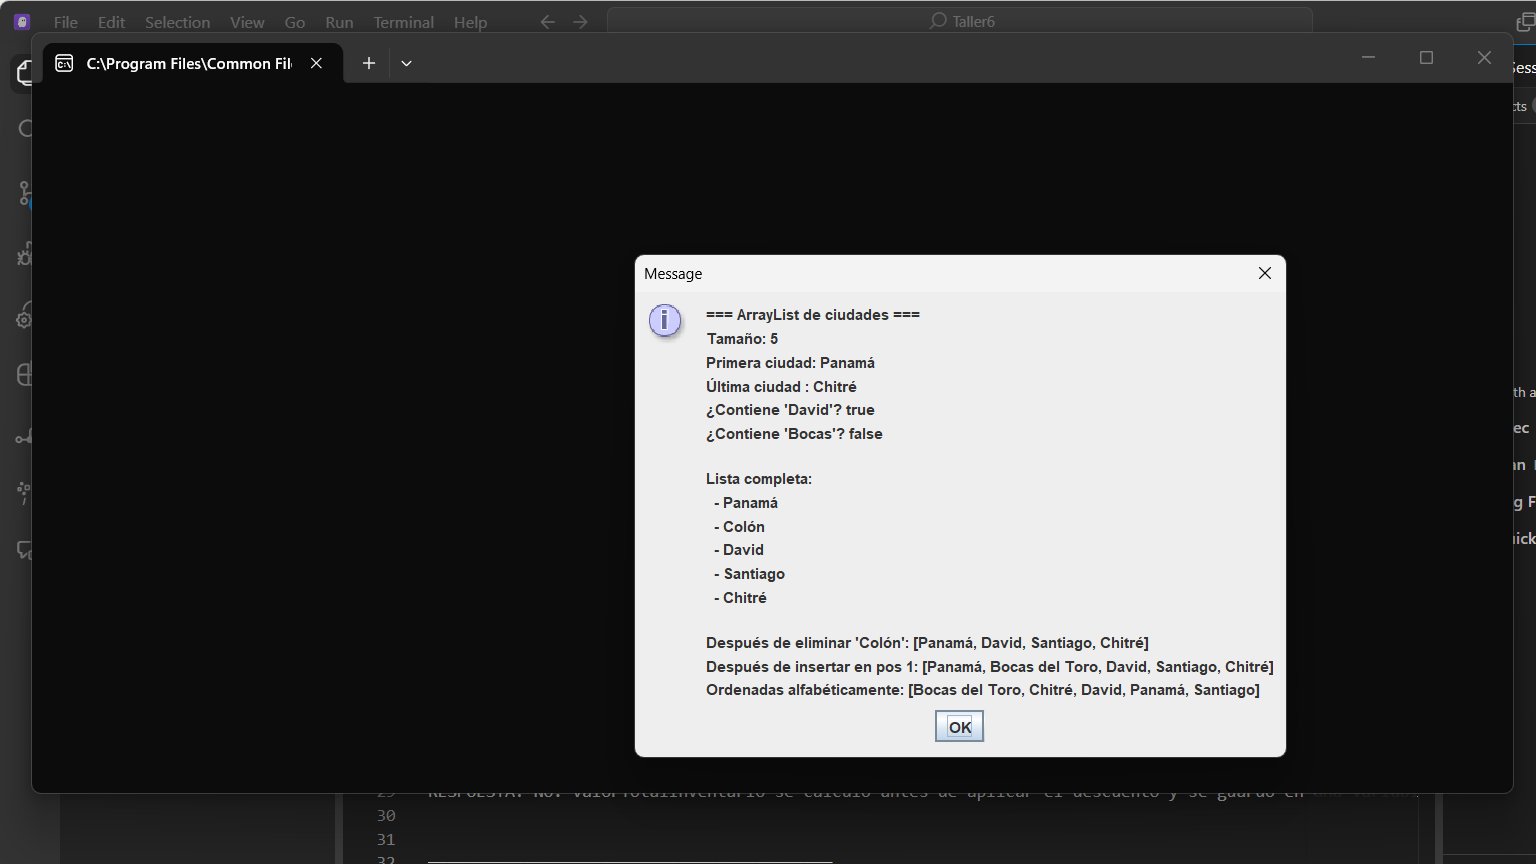 File Edit Selection View Go Run Terminal Help Taller6
C:\Program Files\Common Fil
Message
=== ArrayList de ciudades ===
Tamaño: 5
Primera ciudad: Panamá
Última ciudad : Chitré
¿Contiene 'David'? true
¿Contiene 'Bocas'? false
Lista completa:
- Panamá
- Colón
- David
- Santiago
- Chitré
Después de eliminar 'Colón': [Panamá, David, Santiago, Chitré]
Después de insertar en pos 1: [Panamá, Bocas del Toro, David, Santiago, Chitré]
Ordenadas alfabéticamente: [Bocas del Toro, Chitré, David, Panamá, Santiago]
OK
30
31
32